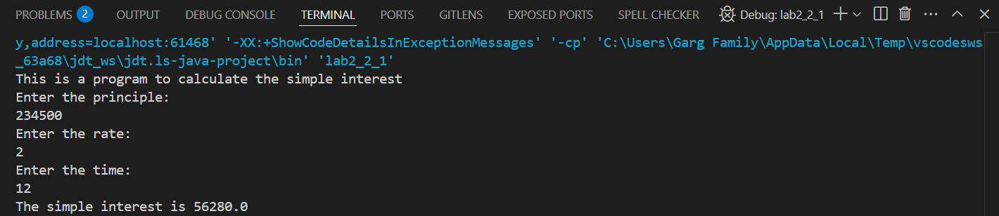 PROBLEMS 2 OUTPUT DEBUG CONSOLE TERMINAL PORTS GITLENS EXPOSED PORTS SPELL CHECKER Debug: lab2_2_1
y,address=localhost:61468' '-XX:+ShowCodeDetailsInExceptionMessages' '-cp' 'C:\Users\Garg Family\AppData\Local\Temp\vscodesws
_63a68\jdt_ws\jdt.ls-java-project\bin' 'lab2_2_1'
This is a program to calculate the simple interest
Enter the principle:
234500
Enter the rate:
2
Enter the time:
12
The simple interest is 56280.0